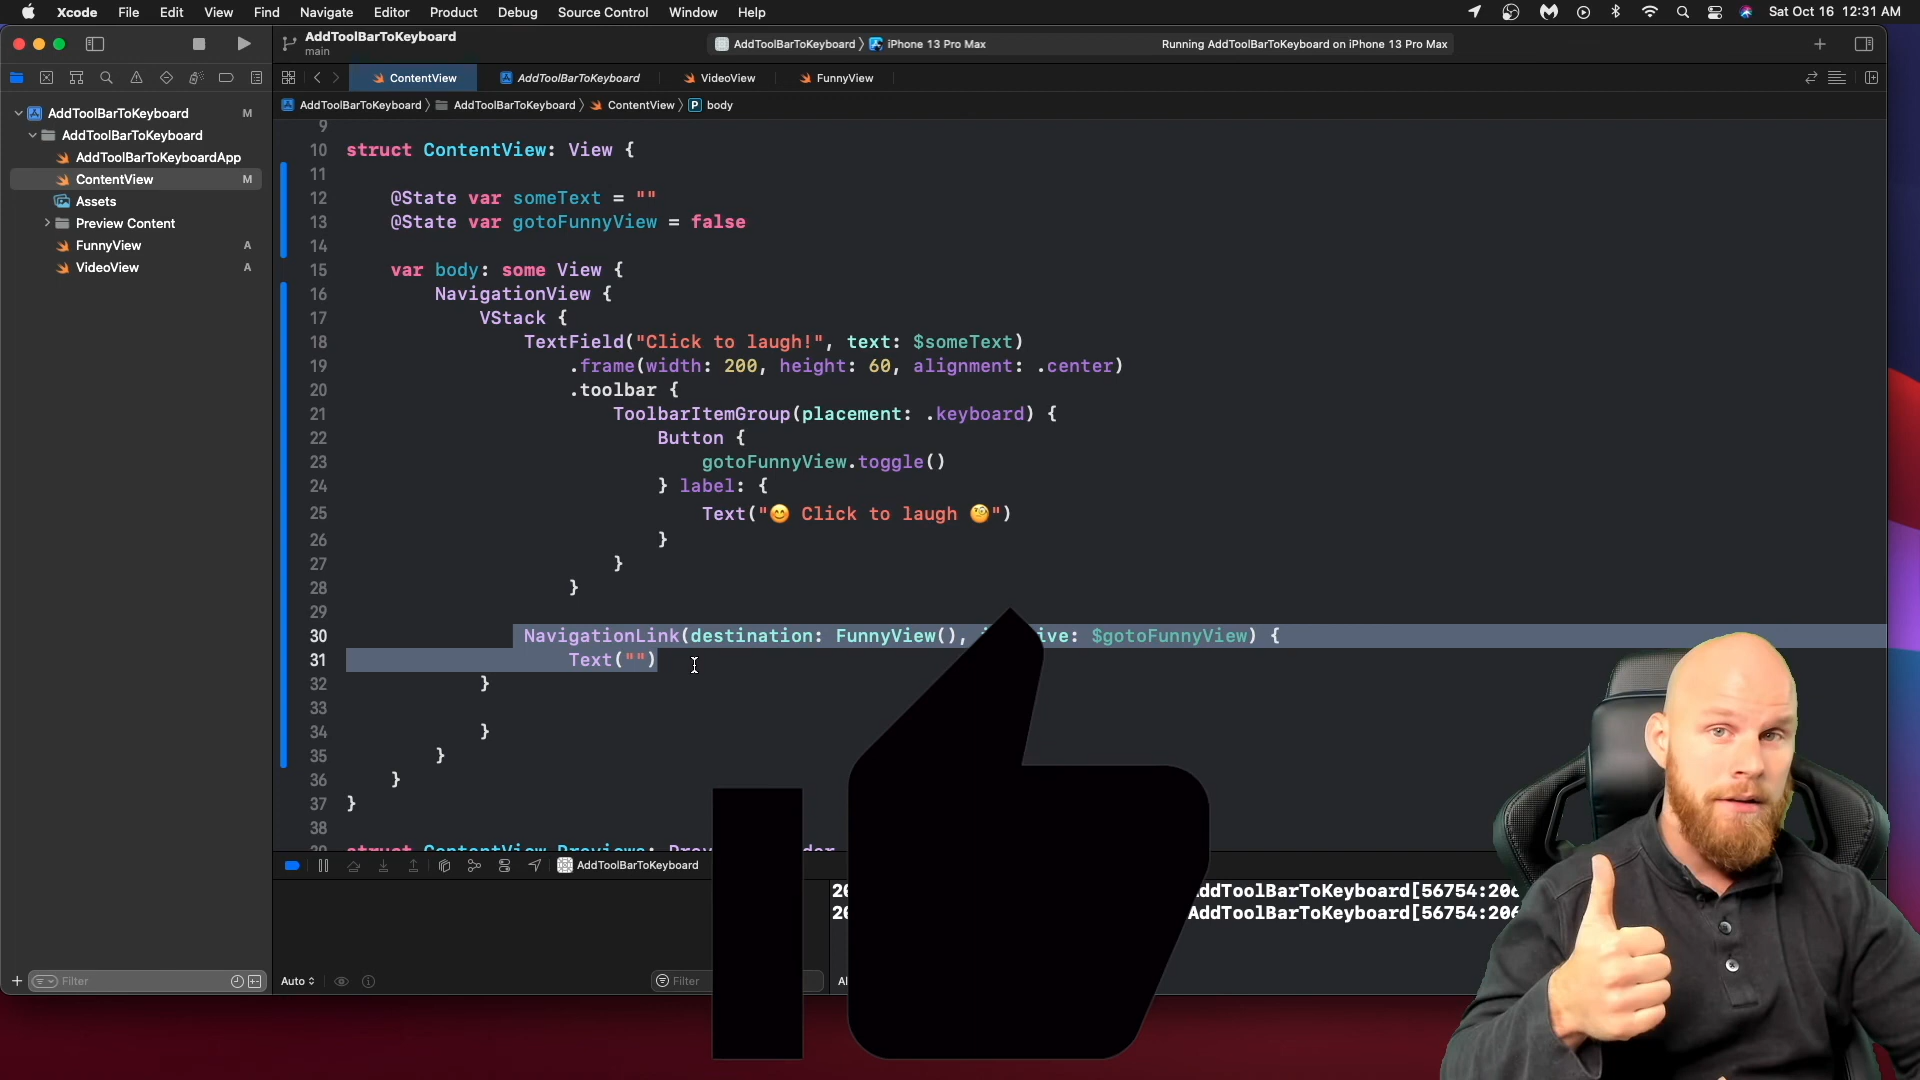 Xcode File Edit View Find Navigate Editor Product Debug Source Control Window Help Sat Oct 16 12:31 AM
AddToolBarToKeyboard
main
AddToolBarToKeyboard iPhone 13 Pro Max Running AddToolBarToKeyboard on iPhone 13 Pro Max
ContentView AddToolBarToKeyboard VideoView FunnyView
AddToolBarToKeyboard AddToolBarToKeyboard ContentView P body
AddToolBarToKeyboard M
AddToolBarToKeyboard
AddToolBarToKeyboardApp
ContentView M
Assets
Preview Content
FunnyView A
VideoView A
9
10 struct ContentView: View {
11
12 @State var someText = ""
13 @State var gotoFunnyView = false
14
15 var body: some View {
16 NavigationView {
17 VStack {
18 TextField("Click to laugh!", text: $someText)
19 .frame(width: 200, height: 60, alignment: .center)
20 .toolbar {
21 ToolbarItemGroup(placement: .keyboard) {
22 Button {
23 gotoFunnyView.toggle()
24 } label: {
25 Text("😊 Click to laugh 🧐")
26 }
27 }
28 }
29
30 NavigationLink(destination: FunnyView(), ive: $gotoFunnyView) {
31 Text("")
32 }
33
34 }
35 }
36 }
37 }
38
struct ContentView_Previews:
AddToolBarToKeyboard
20 ddToolBarToKeyboard[56754:206
20 AddToolBarToKeyboard[56754:206
Filter
Auto
Filter
Al